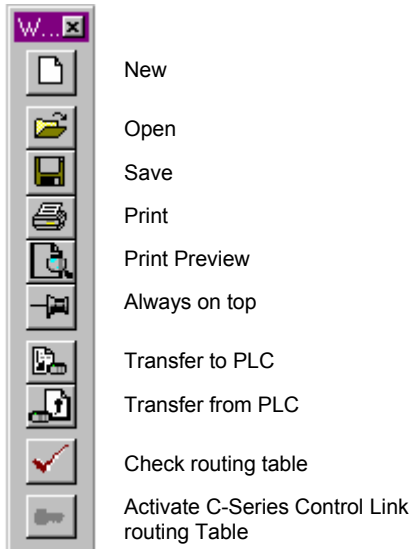 W...
New
Open
Save
Print
Print Preview
Always on top
Transfer to PLC
Transfer from PLC
Check routing table
Activate C-Series Control Link
routing Table